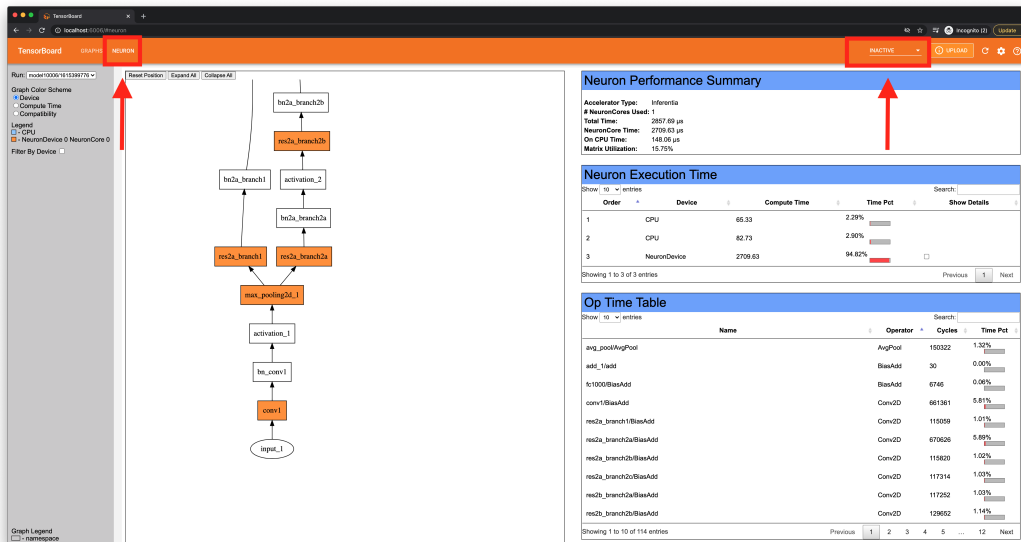 TensorBoard
localhost:6006/#neuron
Incognito (2)
Update
TensorBoard
GRAPHS
NEURON
INACTIVE
UPLOAD
Run: model10006/1615399776
Graph Color Scheme
Device
Compute Time
Compatibility
Legend
- CPU
- NeuronDevice 0 NeuronCore 0
Filter By Device
Graph Legend
- namespace
Reset Position Expand All Collapse All
bn2a_branch2b
res2a_branch2b
bn2a_branch1 activation_2
bn2a_branch2a
res2a_branch1 res2a_branch2a
max_pooling2d_1
activation_1
bn_conv1
conv1
input_1
Neuron Performance Summary
Accelerator Type: Inferentia
# NeuronCores Used: 1
Total Time: 2857.69 μs
NeuronCore Time: 2709.63 μs
On CPU Time: 148.06 μs
Matrix Utilization: 15.75%
Neuron Execution Time
Show 10 entries Search:
Order Device Compute Time Time Pct Show Details
1 CPU 65.33 2.29%
2 CPU 82.73 2.90%
3 NeuronDevice 2709.63 94.82%
Showing 1 to 3 of 3 entries Previous 1 Next
Op Time Table
Show 10 entries Search:
Name Operator Cycles Time Pct
avg_pool/AvgPool AvgPool 150322 1.32%
add_1/add BiasAdd 30 0.00%
fc1000/BiasAdd BiasAdd 6746 0.06%
conv1/BiasAdd Conv2D 661361 5.81%
res2a_branch1/BiasAdd Conv2D 115059 1.01%
res2a_branch2a/BiasAdd Conv2D 670626 5.89%
res2a_branch2b/BiasAdd Conv2D 115820 1.02%
res2a_branch2c/BiasAdd Conv2D 117314 1.03%
res2b_branch2a/BiasAdd Conv2D 117252 1.03%
res2b_branch2b/BiasAdd Conv2D 129652 1.14%
Showing 1 to 10 of 114 entries Previous 1 2 3 4 5 ... 12 Next